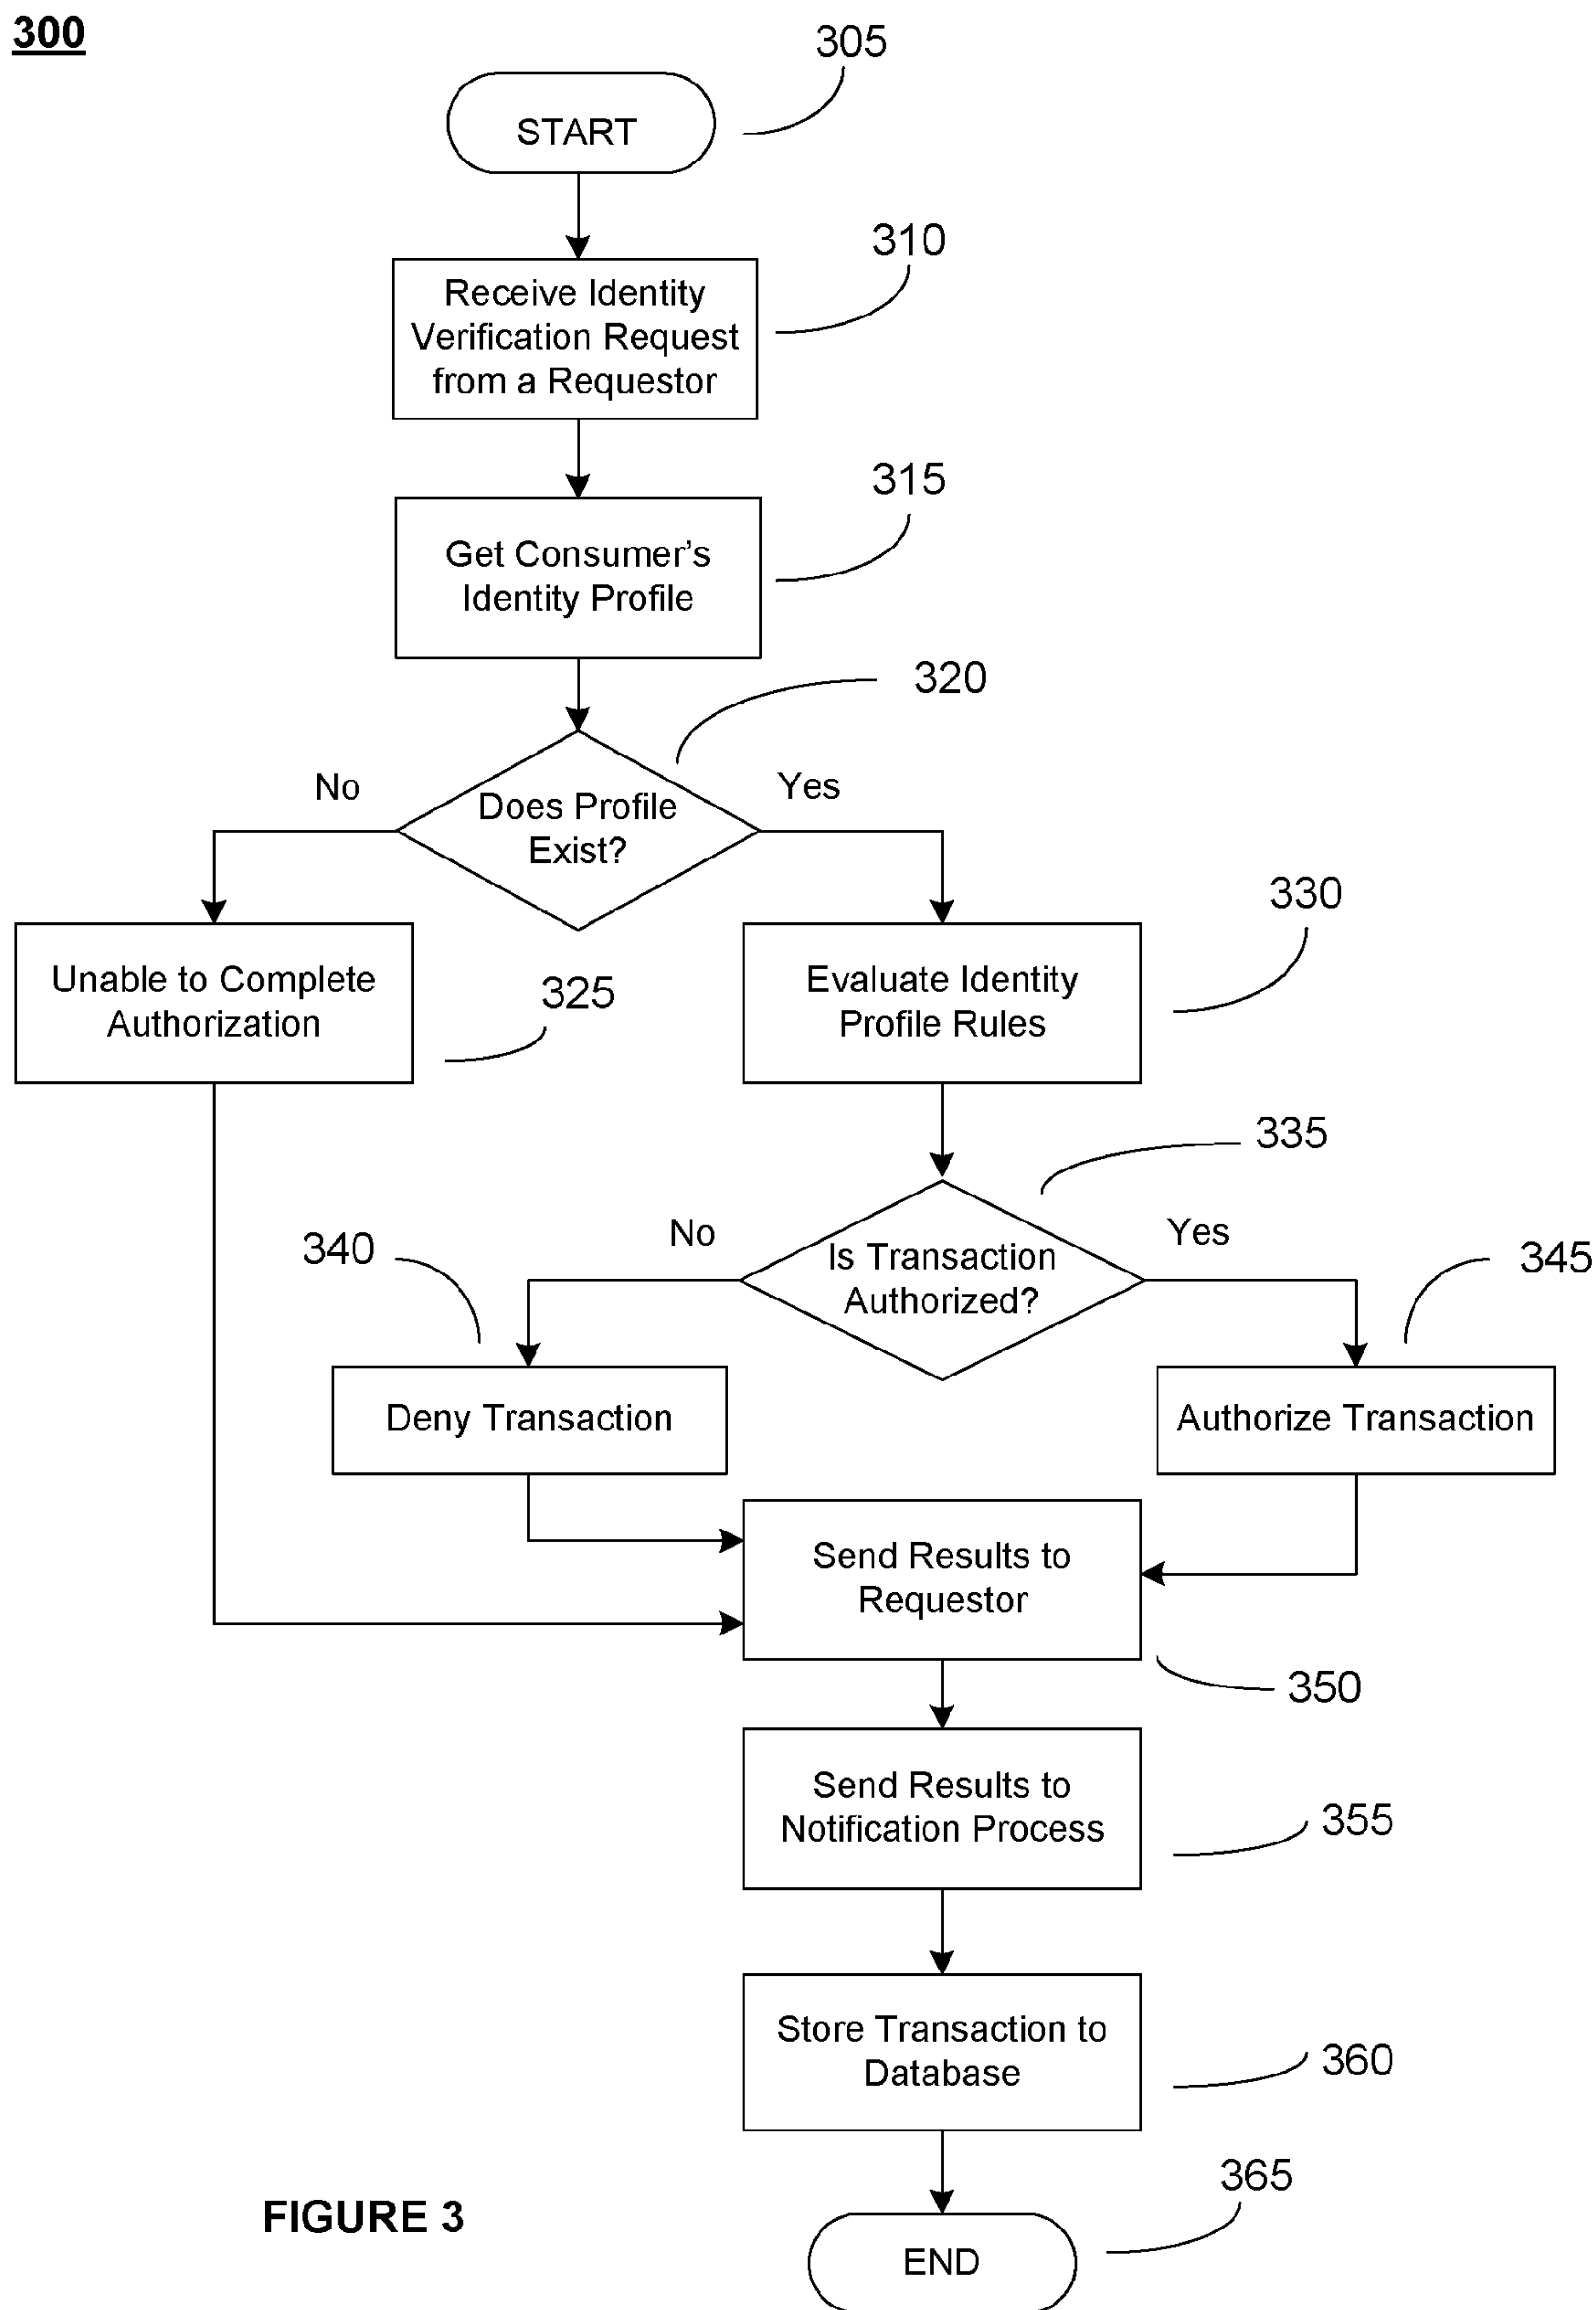 300
305
START
310
Receive Identity
Verification Request
from a Requestor
315
Get Consumer's
Identity Profile
320
No
Yes
Does Profile
Exist?
330
Unable to Complete
Authorization
325
Evaluate Identity
Profile Rules
335
340
No
Yes
Is Transaction
Authorized?
345
Deny Transaction
Authorize Transaction
Send Results to
Requestor
350
Send Results to
Notification Process
355
Store Transaction to
Database
360
365
FIGURE 3
END